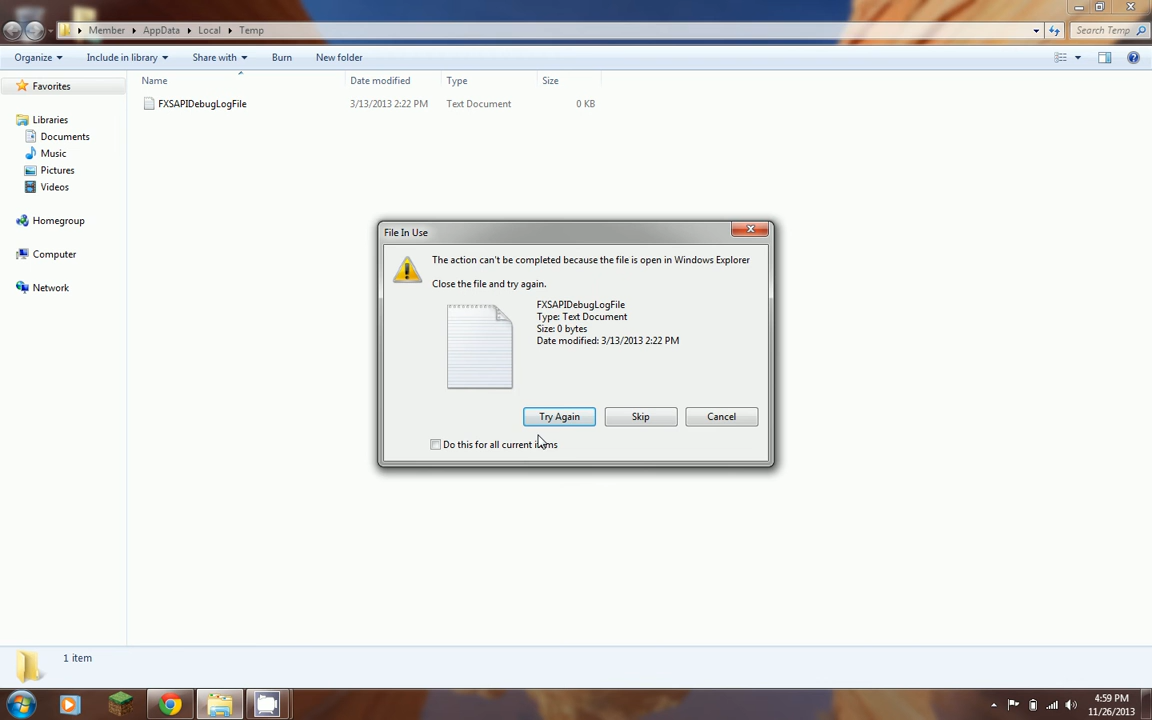 Member ▸ AppData ▸ Local ▸ Temp
Search Temp
Organize Include in library Share with Burn New folder
Name Date modified Type Size
Favorites
FXSAPIDebugLogFile 3/13/2013 2:22 PM Text Document 0 KB
Libraries
Documents
Music
Pictures
Videos
Homegroup
Computer
Network
File In Use
The action can't be completed because the file is open in Windows Explorer
Close the file and try again.
FXSAPIDebugLogFile
Type: Text Document
Size: 0 bytes
Date modified: 3/13/2013 2:22 PM
Try Again Skip Cancel
Do this for all current items
1 item
4:59 PM
11/26/2013